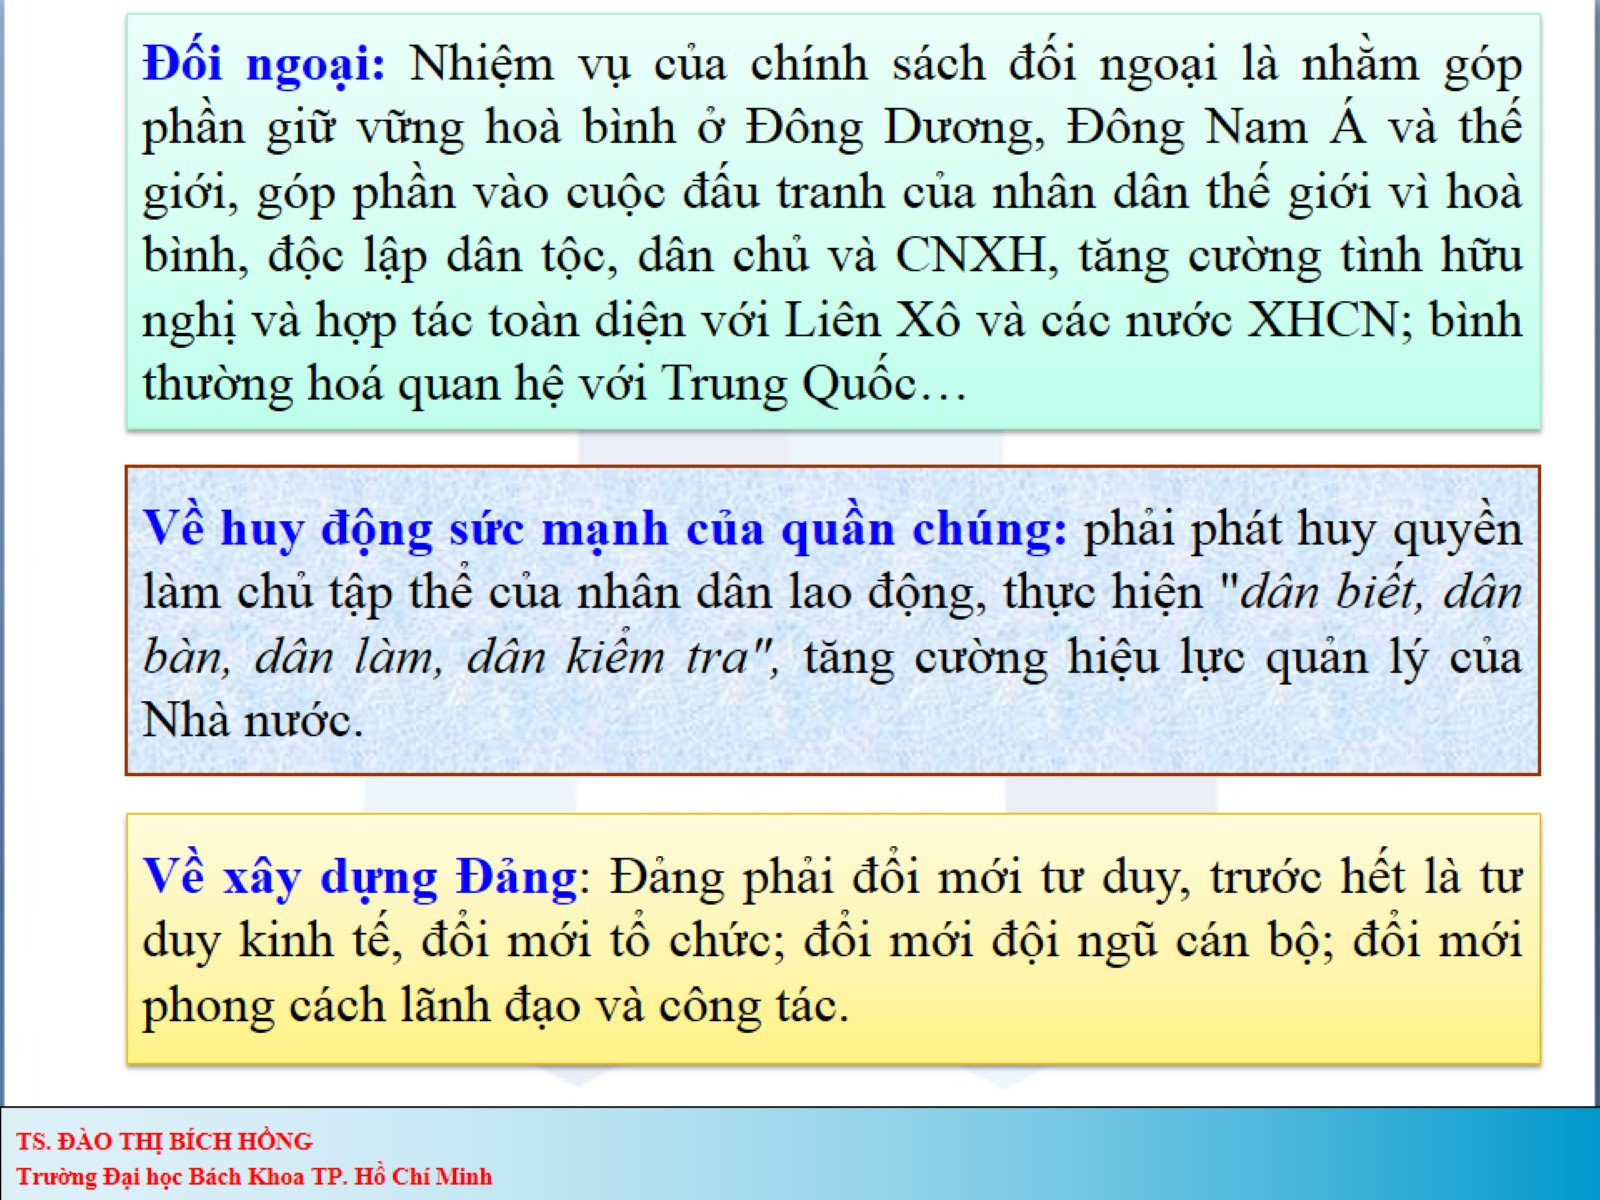 Đối ngoại: Nhiệm vụ của chính sách đối ngoại là nhằm góp
phần giữ vững hoà bình ở Đông Dương, Đông Nam Á và thế
giới, góp phần vào cuộc đấu tranh của nhân dân thế giới vì hoà
bình, độc lập dân tộc, dân chủ và CNXH, tăng cường tình hữu
nghị và hợp tác toàn diện với Liên Xô và các nước XHCN; bình
thường hoá quan hệ với Trung Quốc…
Về huy động sức mạnh của quần chúng: phải phát huy quyền
làm chủ tập thể của nhân dân lao động, thực hiện "dân biết, dân
bàn, dân làm, dân kiểm tra", tăng cường hiệu lực quản lý của
Nhà nước.
Về xây dựng Đảng: Đảng phải đổi mới tư duy, trước hết là tư
duy kinh tế, đổi mới tổ chức; đổi mới đội ngũ cán bộ; đổi mới
phong cách lãnh đạo và công tác.
TS. ĐÀO THỊ BÍCH HỒNG
Trường Đại học Bách Khoa TP. Hồ Chí Minh